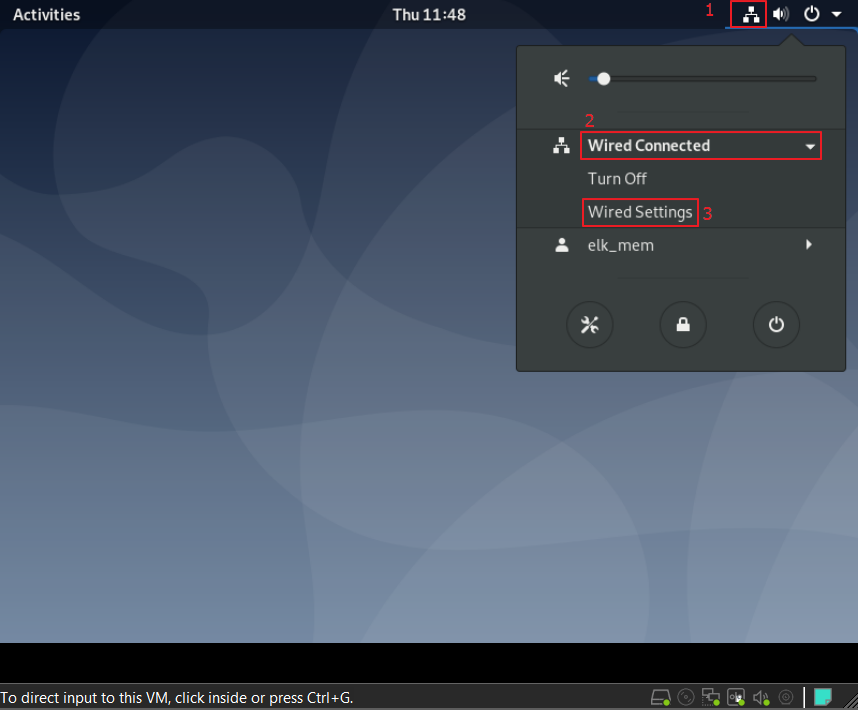 Activities Thu 11:48 1
2
Wired Connected
Turn Off
Wired Settings 3
elk_mem
To direct input to this VM, click inside or press Ctrl+G.